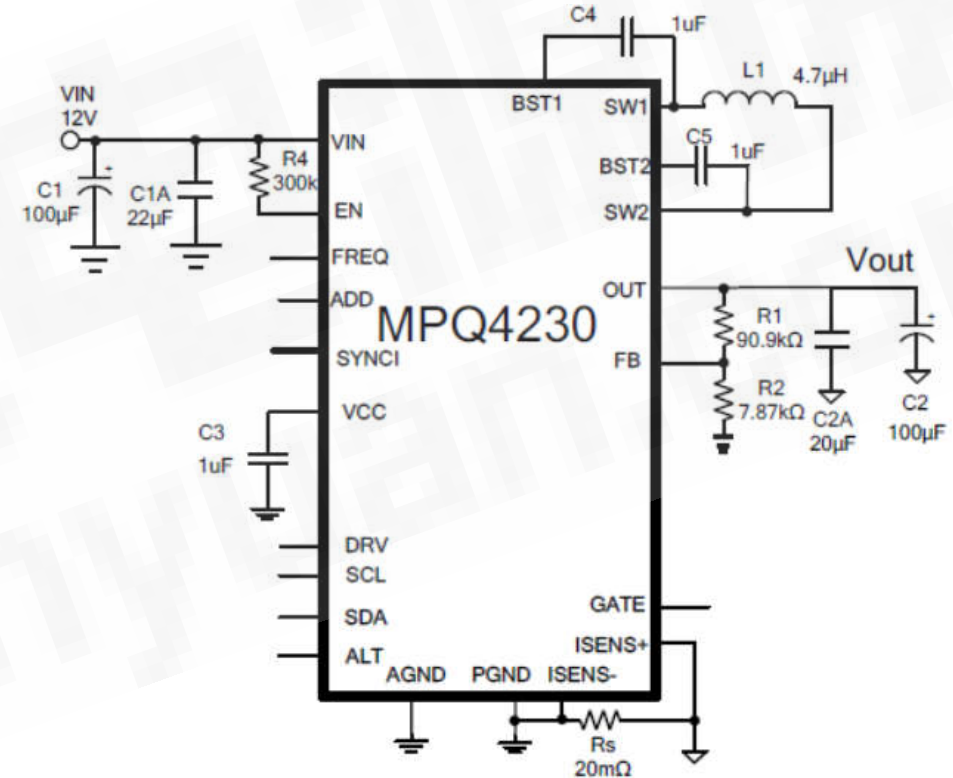 C4
1uF
VIN
12V
BST1
SW1
L1
4.7µH
VIN
R4
300k
C1
100µF
C1A
22µF
EN
BST2
C5
1uF
SW2
FREQ
ADD
OUT
Vout
MPQ4230
SYNCI
FB
R1
90.9kΩ
R2
7.87kΩ
C2A
20µF
C2
100µF
VCC
C3
1uF
DRV
SCL
SDA
ALT
GATE
ISENS+
AGND
PGND
ISENS-
Rs
20mΩ